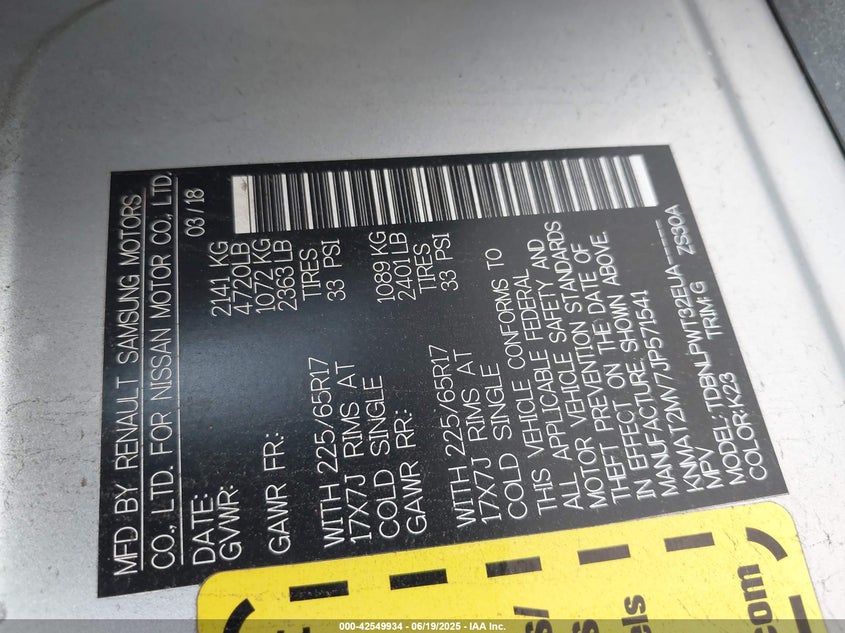 MFD BY RENAULT SAMSUNG MOTORS
CO., LTD. FOR NISSAN MOTOR CO., LTD.
DATE: 03 / 18
GVWR: 2141 KG
4720LB
GAWR FR: 1072 KG
2363 LB
WITH 225/65R17 TIRES.
17X7J RIMS AT 33 PSI
COLD SINGLE
GAWR RR: 1089 KG
2401 LB
WITH 225/65R17 TIRES
17X7J RIMS AT 33 PSI
COLD SINGLE
THIS VEHICLE CONFORMS TO
ALL APPLICABLE FEDERAL
MOTOR VEHICLE SAFETY AND
THEFT PREVENTION STANDARDS
IN EFFECT ON THE DATE OF
MANUFACTURE SHOWN ABOVE.
KNMAT2MV77JP571541
MPV
MODEL: TDBNLPWT32EUA-----
COLOR:K23 TRIM:G ZS30A
els
com
000-42549934 - 06/19/2025 - IAA Inc.